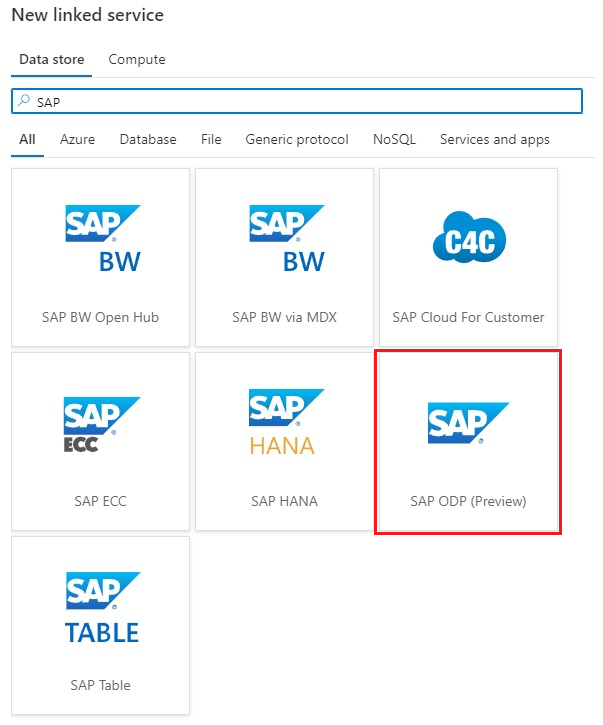 New linked service
Data store Compute
SAP
All Azure Database File Generic protocol NoSQL Services and apps
SAP® BW SAP® BW C4C
SAP BW Open Hub SAP BW via MDX SAP Cloud For Customer
SAP® ECC SAP® HANA SAP®
SAP ECC SAP HANA SAP ODP (Preview)
SAP®
TABLE
SAP Table